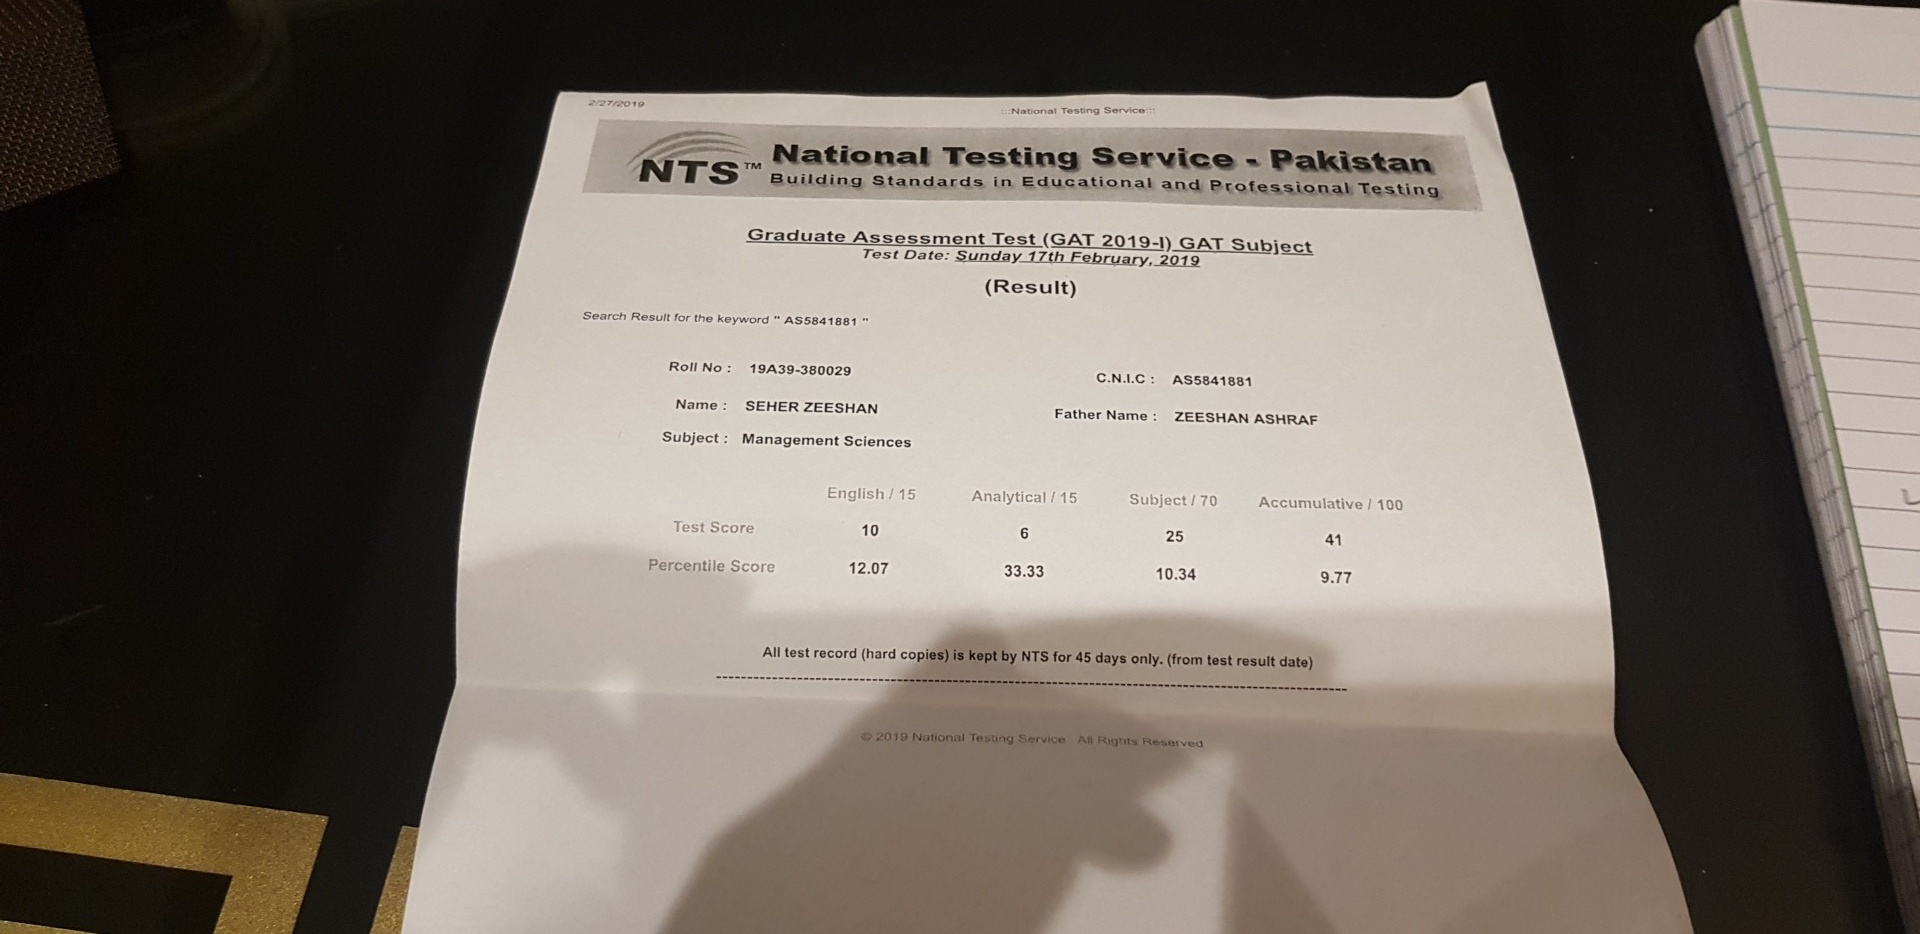 2/27/2019
:::National Testing Service:::
NTS™ National Testing Service - Pakistan
Building Standards in Educational and Professional Testing
Graduate Assessment Test (GAT 2019-I) GAT Subject
Test Date: Sunday 17th February, 2019
(Result)
Search Result for the keyword " AS5841881 "
Roll No : 19A39-380029 C.N.I.C : AS5841881
Name : SEHER ZEESHAN Father Name : ZEESHAN ASHRAF
Subject : Management Sciences
English / 15 Analytical / 15 Subject / 70 Accumulative / 100
Test Score 10 6 25 41
Percentile Score 12.07 33.33 10.34 9.77
All test record (hard copies) is kept by NTS for 45 days only. (from test result date)
© 2019 National Testing Service All Rights Reserved